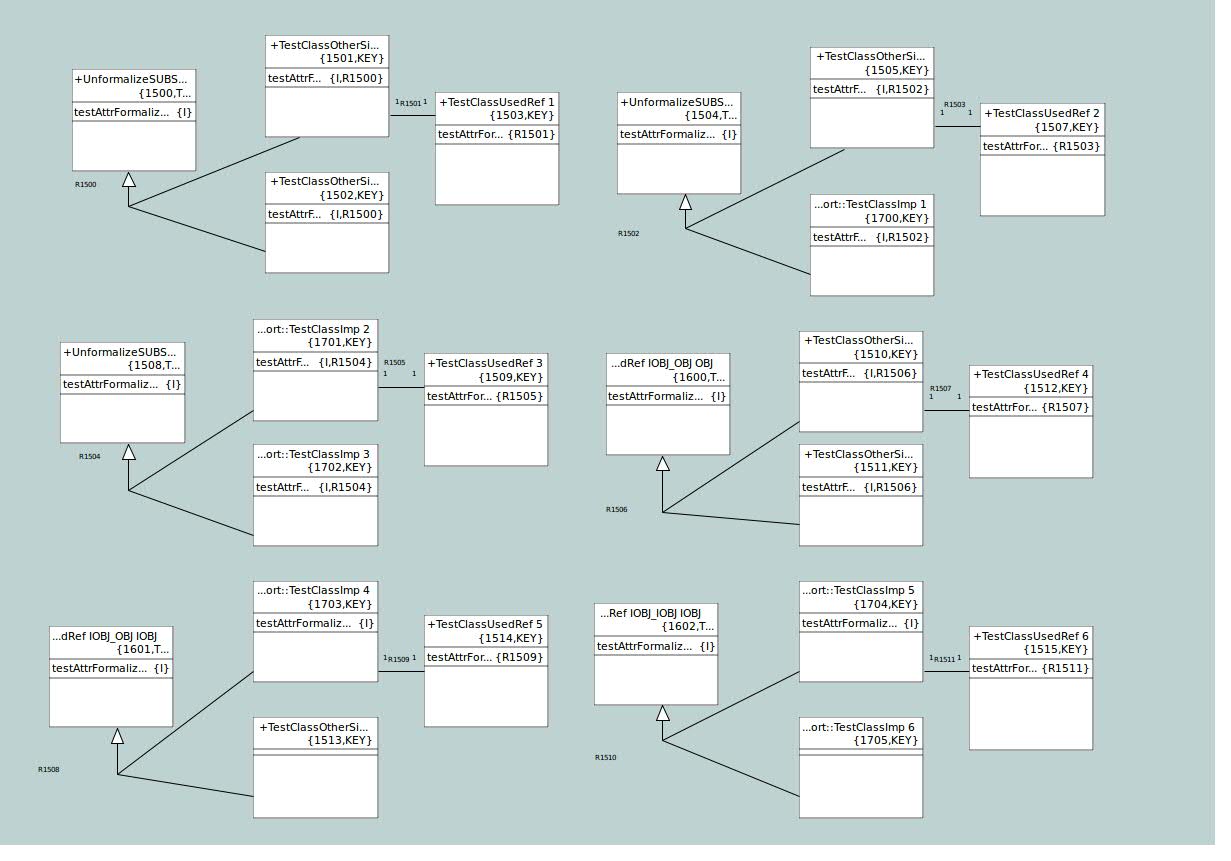 +UnformalizeSUBS...
{1500,T...
testAttrFormaliz... {I}
R1500
+TestClassOtherSi...
{1501,KEY}
testAttrF... {I,R1500}
1 R1501 1
+TestClassUsedRef 1
{1503,KEY}
testAttrFor... {R1501}
+TestClassOtherSi...
{1502,KEY}
testAttrF... {I,R1500}
+UnformalizeSUBS...
{1504,T...
testAttrFormaliz... {I}
R1502
+TestClassOtherSi...
{1505,KEY}
testAttrF... {I,R1502}
R1503
1 1
+TestClassUsedRef 2
{1507,KEY}
testAttrFor... {R1503}
...ort::TestClassImp 1
{1700,KEY}
testAttrF... {I,R1502}
+UnformalizeSUBS...
{1508,T...
testAttrFormaliz... {I}
R1504
...ort::TestClassImp 2
{1701,KEY}
testAttrF... {I,R1504}
R1505
1 1
+TestClassUsedRef 3
{1509,KEY}
testAttrFor... {R1505}
...ort::TestClassImp 3
{1702,KEY}
testAttrF... {I,R1504}
...dRef IOBJ_OBJ OBJ
{1600,T...
testAttrFormaliz... {I}
R1506
+TestClassOtherSi...
{1510,KEY}
testAttrF... {I,R1506}
R1507
1 1
+TestClassUsedRef 4
{1512,KEY}
testAttrFor... {R1507}
+TestClassOtherSi...
{1511,KEY}
testAttrF... {I,R1506}
...dRef IOBJ_OBJ IOBJ
{1601,T...
testAttrFormaliz... {I}
R1508
...ort::TestClassImp 4
{1703,KEY}
testAttrFormaliz... {I}
1 R1509 1
+TestClassUsedRef 5
{1514,KEY}
testAttrFor... {R1509}
+TestClassOtherSi...
{1513,KEY}
...Ref IOBJ_IOBJ IOBJ
{1602,T...
testAttrFormaliz... {I}
R1510
...ort::TestClassImp 5
{1704,KEY}
testAttrFormaliz... {I}
1 R1511 1
+TestClassUsedRef 6
{1515,KEY}
testAttrFor... {R1511}
...ort::TestClassImp 6
{1705,KEY}